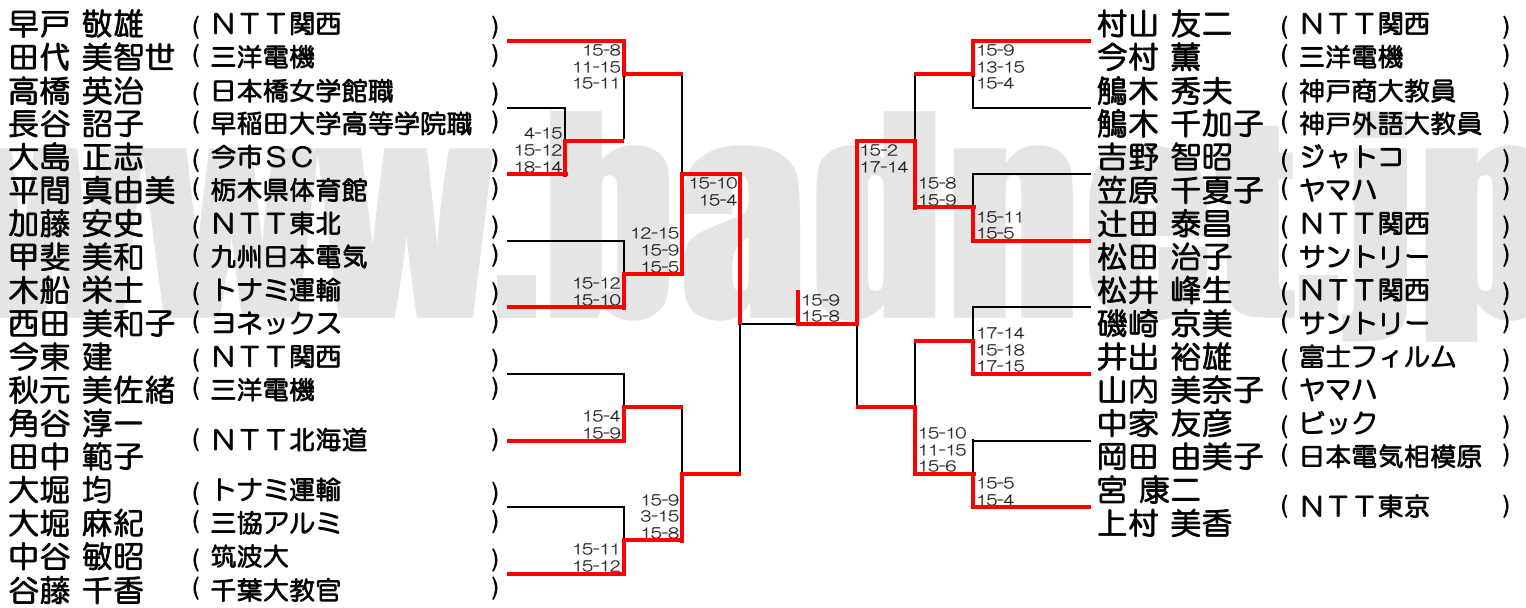 早戸 敬雄 (ＮＴＴ関西)
田代 美智世 (三洋電機)
高橋 英治 (日本橋女学館職)
長谷 詔子 (早稲田大学高等学院職)
大島 正志 (今市ＳＣ)
平間 真由美 (栃木県体育館)
加藤 安史 (ＮＴＴ東北)
甲斐 美和 (九州日本電気)
木船 栄士 (トナミ運輸)
西田 美和子 (ヨネックス)
今東 建 (ＮＴＴ関西)
秋元 美佐緒 (三洋電機)
角谷 淳一
田中 範子
(ＮＴＴ北海道)
大堀 均 (トナミ運輸)
大堀 麻紀 (三協アルミ)
中谷 敏昭 (筑波大)
谷藤 千香 (千葉大教官)
15-8
11-15
15-11
4-15
15-12
18-14
15-10
15-4
12-15
15-9
15-5
15-12
15-10
15-4
15-9
15-9
3-15
15-8
15-11
15-12
15-9
15-8
15-9
13-15
15-4
15-2
17-14
15-8
15-9
15-11
15-5
17-14
15-18
17-15
15-10
11-15
15-6
15-5
15-4
村山 友二 (ＮＴＴ関西)
今村 薫 (三洋電機)
鵤木 秀夫 (神戸商大教員)
鵤木 千加子 (神戸外語大教員)
吉野 智昭 (ジャトコ)
笠原 千夏子 (ヤマハ)
辻田 泰昌 (ＮＴＴ関西)
松田 治子 (サントリー)
松井 峰生 (ＮＴＴ関西)
磯崎 京美 (サントリー)
井出 裕雄 (富士フィルム)
山内 美奈子 (ヤマハ)
中家 友彦 (ビック)
岡田 由美子 (日本電気相模原)
宮 康二
上村 美香
(ＮＴＴ東京)
www.badnet.jp